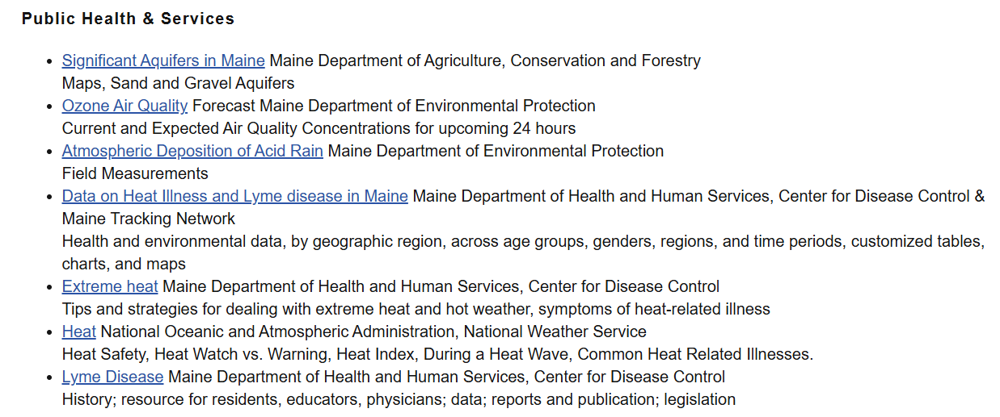 Public Health & Services
Significant Aquifers in Maine Maine Department of Agriculture, Conservation and Forestry
Maps, Sand and Gravel Aquifers
Ozone Air Quality Forecast Maine Department of Environmental Protection
Current and Expected Air Quality Concentrations for upcoming 24 hours
Atmospheric Deposition of Acid Rain Maine Department of Environmental Protection
Field Measurements
Data on Heat Illness and Lyme disease in Maine Maine Department of Health and Human Services, Center for Disease Control &
Maine Tracking Network
Health and environmental data, by geographic region, across age groups, genders, regions, and time periods, customized tables,
charts, and maps
Extreme heat Maine Department of Health and Human Services, Center for Disease Control
Tips and strategies for dealing with extreme heat and hot weather, symptoms of heat-related illness
Heat National Oceanic and Atmospheric Administration, National Weather Service
Heat Safety, Heat Watch vs. Warning, Heat Index, During a Heat Wave, Common Heat Related Illnesses.
Lyme Disease Maine Department of Health and Human Services, Center for Disease Control
History; resource for residents, educators, physicians; data; reports and publication; legislation